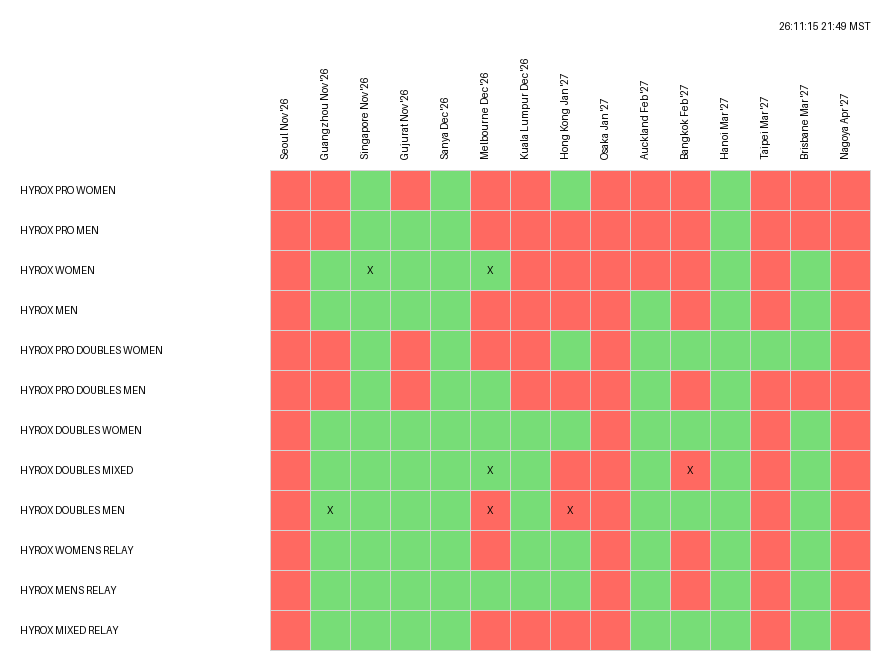 26:11:15 21:49 MST
Seoul Nov'26
Guangzhou Nov'26
Singapore Nov'26
Gujurat Nov'26
Sanya Dec'26
Melbourne Dec'26
Kuala Lumpur Dec'26
Hong Kong Jan'27
Osaka Jan'27
Auckland Feb'27
Bangkok Feb'27
Hanoi Mar'27
Taipei Mar'27
Brisbane Mar'27
Nagoya Apr'27
HYROX PRO WOMEN
HYROX PRO MEN
HYROX WOMEN X X
HYROX MEN
HYROX PRO DOUBLES WOMEN
HYROX PRO DOUBLES MEN
HYROX DOUBLES WOMEN
HYROX DOUBLES MIXED X X
HYROX DOUBLES MEN X X X
HYROX WOMENS RELAY
HYROX MENS RELAY
HYROX MIXED RELAY